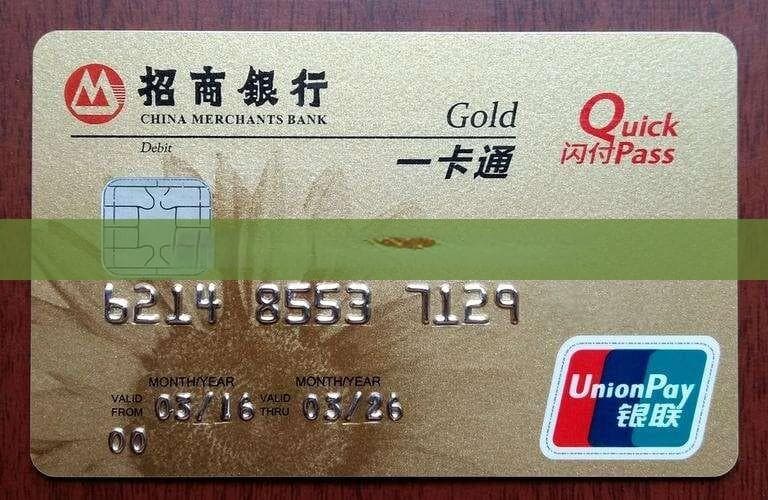 招商銀行
CHINA MERCHANTS BANK
Debit
Gold
一卡通
Quick
闪付Pass
6214 8553 7129
MONTH/YEAR MONTH/YEAR
VALID FROM 03/16 VALID THRU 03/26
00
UnionPay
银联